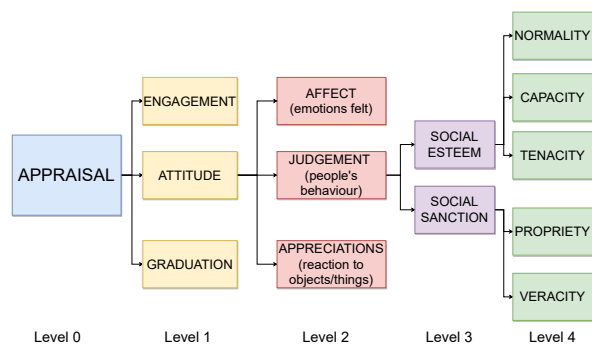 APPRAISAL
ENGAGEMENT
ATTITUDE
GRADUATION
AFFECT
(emotions felt)
JUDGEMENT
(people's
behaviour)
APPRECIATIONS
(reaction to
objects/things)
SOCIAL
ESTEEM
SOCIAL
SANCTION
NORMALITY
CAPACITY
TENACITY
PROPRIETY
VERACITY
Level 0
Level 1
Level 2
Level 3
Level 4